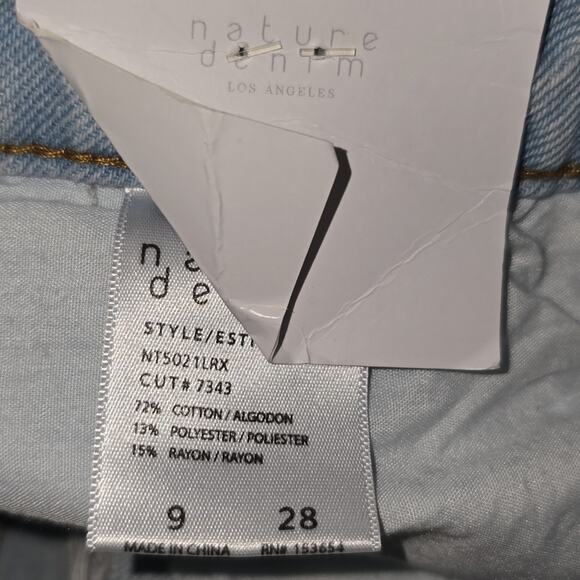 nature
denim
LOS ANGELES
na
de
STYLE/ESTI
NT5021LRX
CUT# 7343
72% COTTON / ALGODON
13% POLYESTER / POLIESTER
15% RAYON / RAYON
9 28
MADE IN CHINA RN# 153654